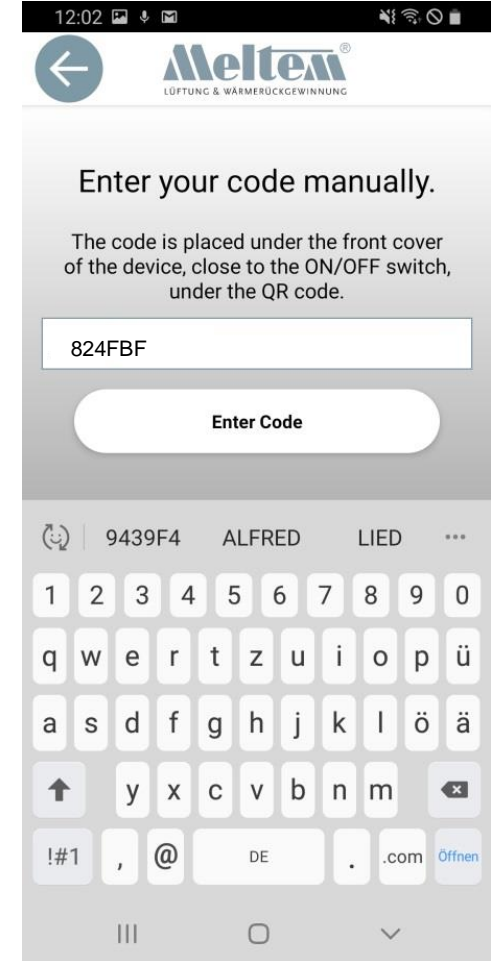 12:02
Meltem®
LÜFTUNG & WÄRMERÜCKGEWINNUNG
Enter your code manually.
The code is placed under the front cover
of the device, close to the ON/OFF switch,
under the QR code.
824FBF
Enter Code
9439F4 ALFRED LIED ...
1 2 3 4 5 6 7 8 9 0
q w e r t z u i o p ü
a s d f g h j k l ö ä
y x c v b n m
!#1 , @ DE . .com Öffnen